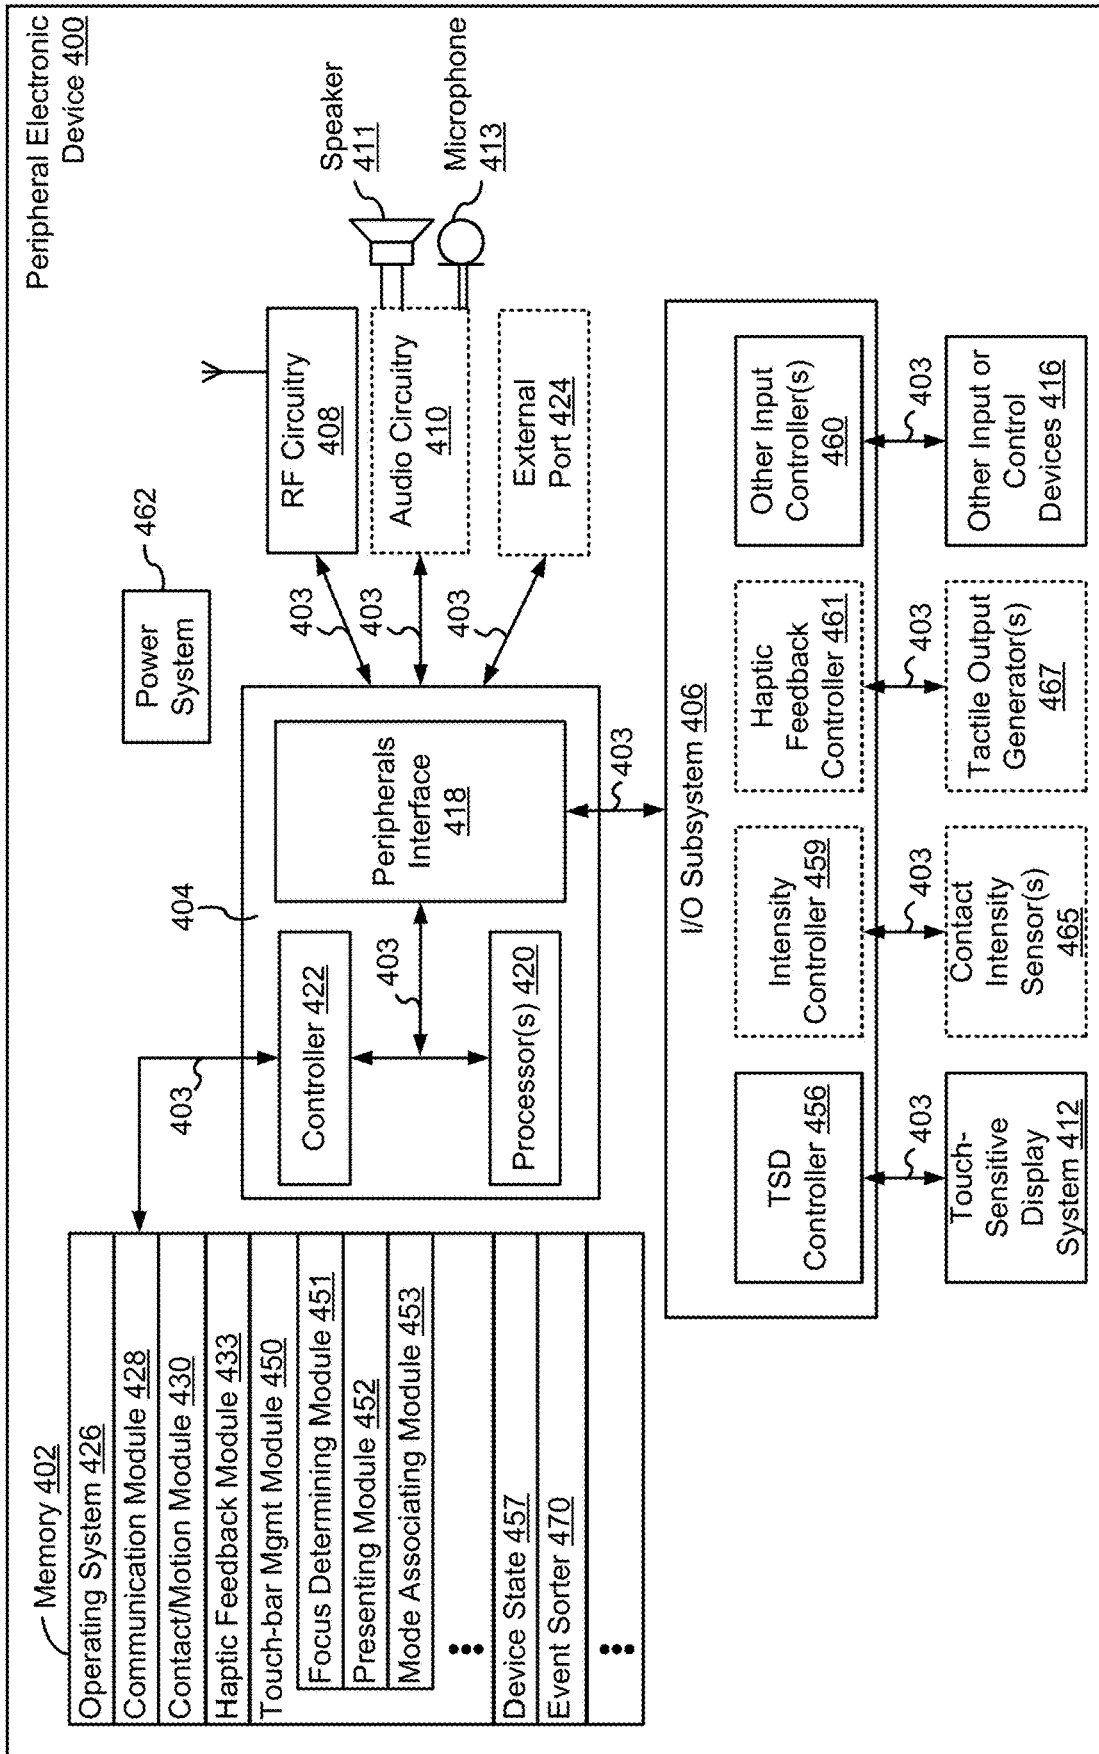 Peripheral Electronic
Device 400
Memory 402
Operating System 426
Communication Module 428
Contact/Motion Module 430
Haptic Feedback Module 433
Touch-bar Mgmt Module 450
Focus Determining Module 451
Presenting Module 452
Mode Associating Module 453
Device State 457
Event Sorter 470
403
404
Controller 422
Processor(s) 420
403
Peripherals
Interface
418
Power
System
462
403
403
403
RF Circuitry
408
Audio Circuitry
410
External
Port 424
Speaker
411
Microphone
413
403
I/O Subsystem 406
TSD
Controller 456
Intensity
Controller 459
Haptic
Feedback
Controller 461
Other Input
Controller(s)
460
403
403
403
403
Touch-
Sensitive
Display
System 412
Contact
Intensity
Sensor(s)
465
Tactile Output
Generator(s)
467
Other Input or
Control
Devices 416